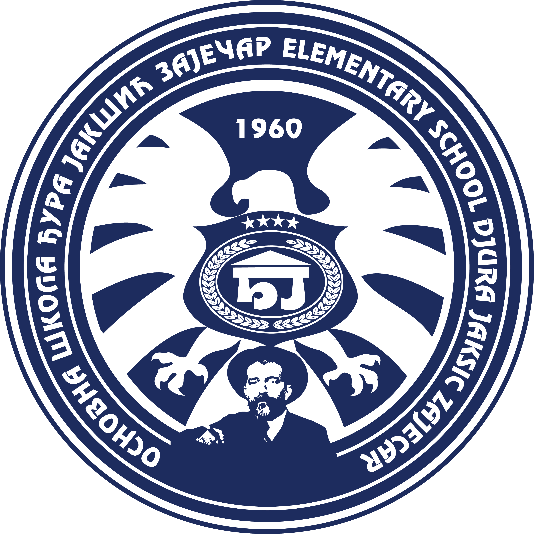 ОСНОВНА ШКОЛА ЂУРА ЈАКШИЋ ЗАЈЕЧАР ELEMENTARY SCHOOL DJURA JAKSIC ZAJECAR
1960
ЂЈ